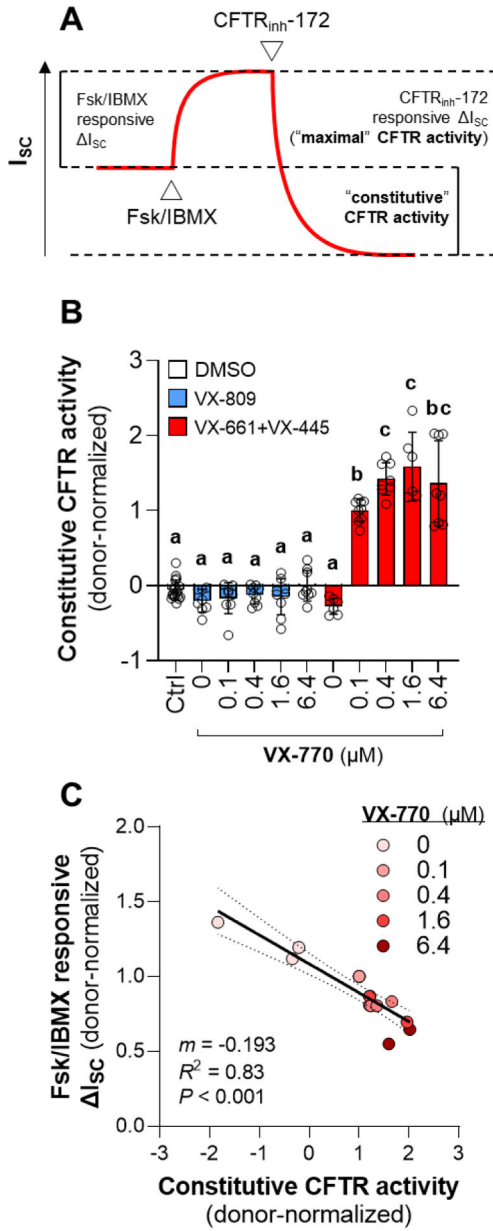 A
CFTRinh-172
Fsk/IBMX
responsive
ΔISC
CFTRinh-172
responsive ΔISC
("maximal" CFTR activity)
ISC
"constitutive"
CFTR activity
Fsk/IBMX
B
Constitutive CFTR activity
(donor-normalized)
3
2
1
0
-1
DMSO
VX-809
VX-661+VX-445
a
a
a
a
a
a
a
b
c
c
bc
Ctrl
0
0.1
0.4
1.6
6.4
0
0.1
0.4
1.6
6.4
VX-770 (µM)
C
VX-770 (µM)
0
0.1
0.4
1.6
6.4
Fsk/IBMX responsive
ΔISC (donor-normalized)
2.0
1.5
1.0
0.5
0.0
m = -0.193
R² = 0.83
P < 0.001
-3
-2
-1
0
1
2
3
Constitutive CFTR activity
(donor-normalized)